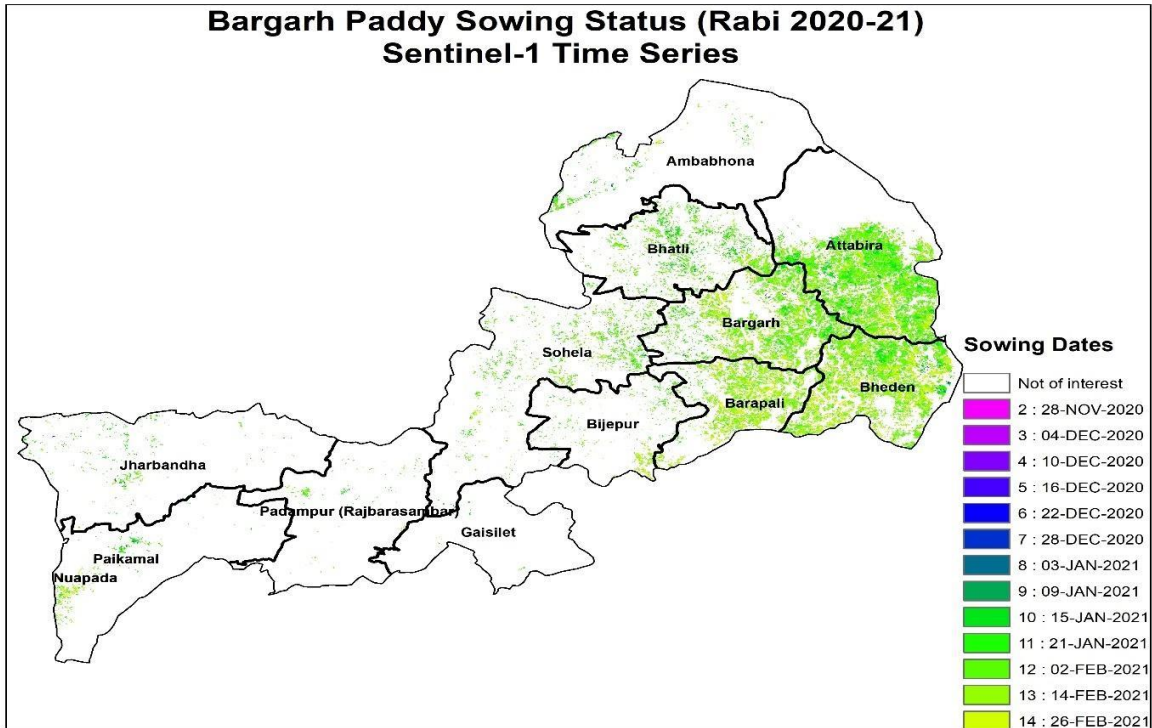 Bargarh Paddy Sowing Status (Rabi 2020-21)
Sentinel-1 Time Series
Ambabhona
Bhatli
Attabira
Bargarh
Sohela
Bheden
Barapali
Bijepur
Jharbandha
Padampur (Rajbarasambar)
Gaisilet
Paikamal
Nuapada
Sowing Dates
Not of interest
2 : 28-NOV-2020
3 : 04-DEC-2020
4 : 10-DEC-2020
5 : 16-DEC-2020
6 : 22-DEC-2020
7 : 28-DEC-2020
8 : 03-JAN-2021
9 : 09-JAN-2021
10 : 15-JAN-2021
11 : 21-JAN-2021
12 : 02-FEB-2021
13 : 14-FEB-2021
14 : 26-FEB-2021